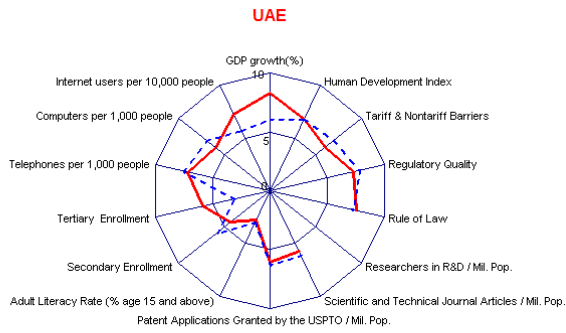 UAE
GDP growth(%)
10
Internet users per 10,000 people
Human Development Index
Computers per 1,000 people
Tariff & Nontariff Barriers
5
Telephones per 1,000 people
Regulatory Quality
0
Tertiary Enrollment
Rule of Law
Secondary Enrollment
Researchers in R&D / Mil. Pop.
Adult Literacy Rate (% age 15 and above)
Scientific and Technical Journal Articles / Mil. Pop.
Patent Applications Granted by the USPTO / Mil. Pop.